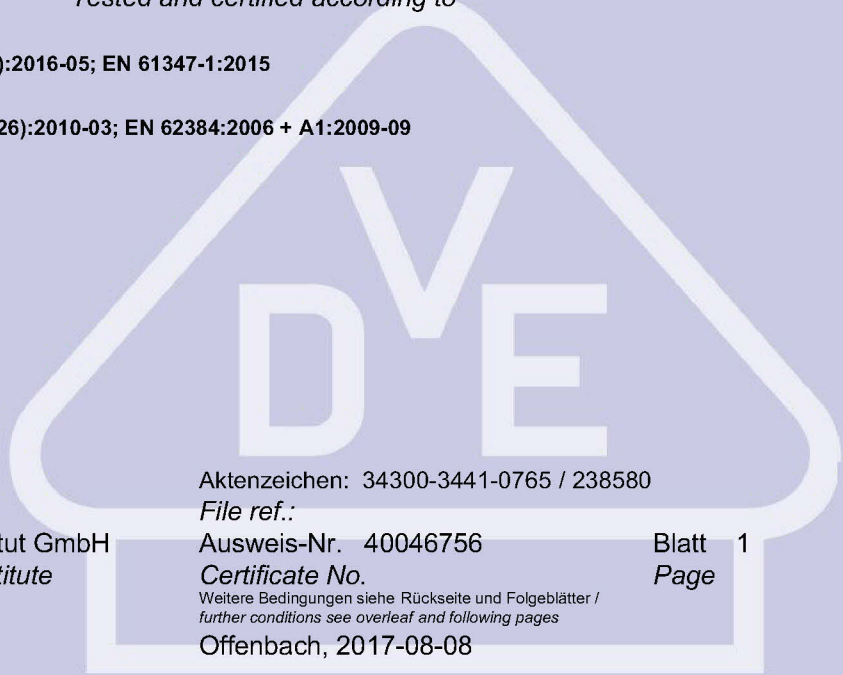 Tested and certified according to
):2016-05; EN 61347-1:2015
26):2010-03; EN 62384:2006 + A1:2009-09
VDE
Aktenzeichen: 34300-3441-0765 / 238580
File ref.:
tut GmbH Ausweis-Nr. 40046756 Blatt 1
titute Certificate No. Page
Weitere Bedingungen siehe Rückseite und Folgeblätter /
further conditions see overleaf and following pages
Offenbach, 2017-08-08